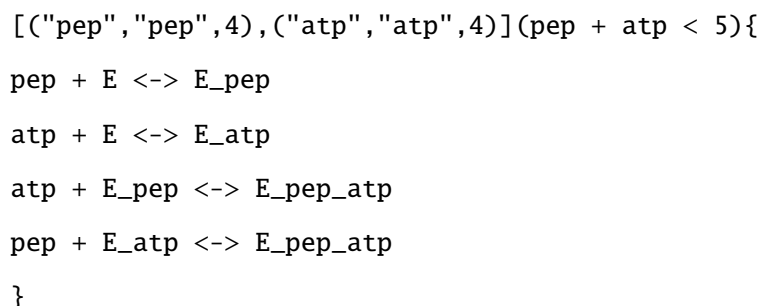 [("pep","pep",4),("atp","atp",4)](pep + atp < 5){
pep + E <-> E_pep
atp + E <-> E_atp
atp + E_pep <-> E_pep_atp
pep + E_atp <-> E_pep_atp
}